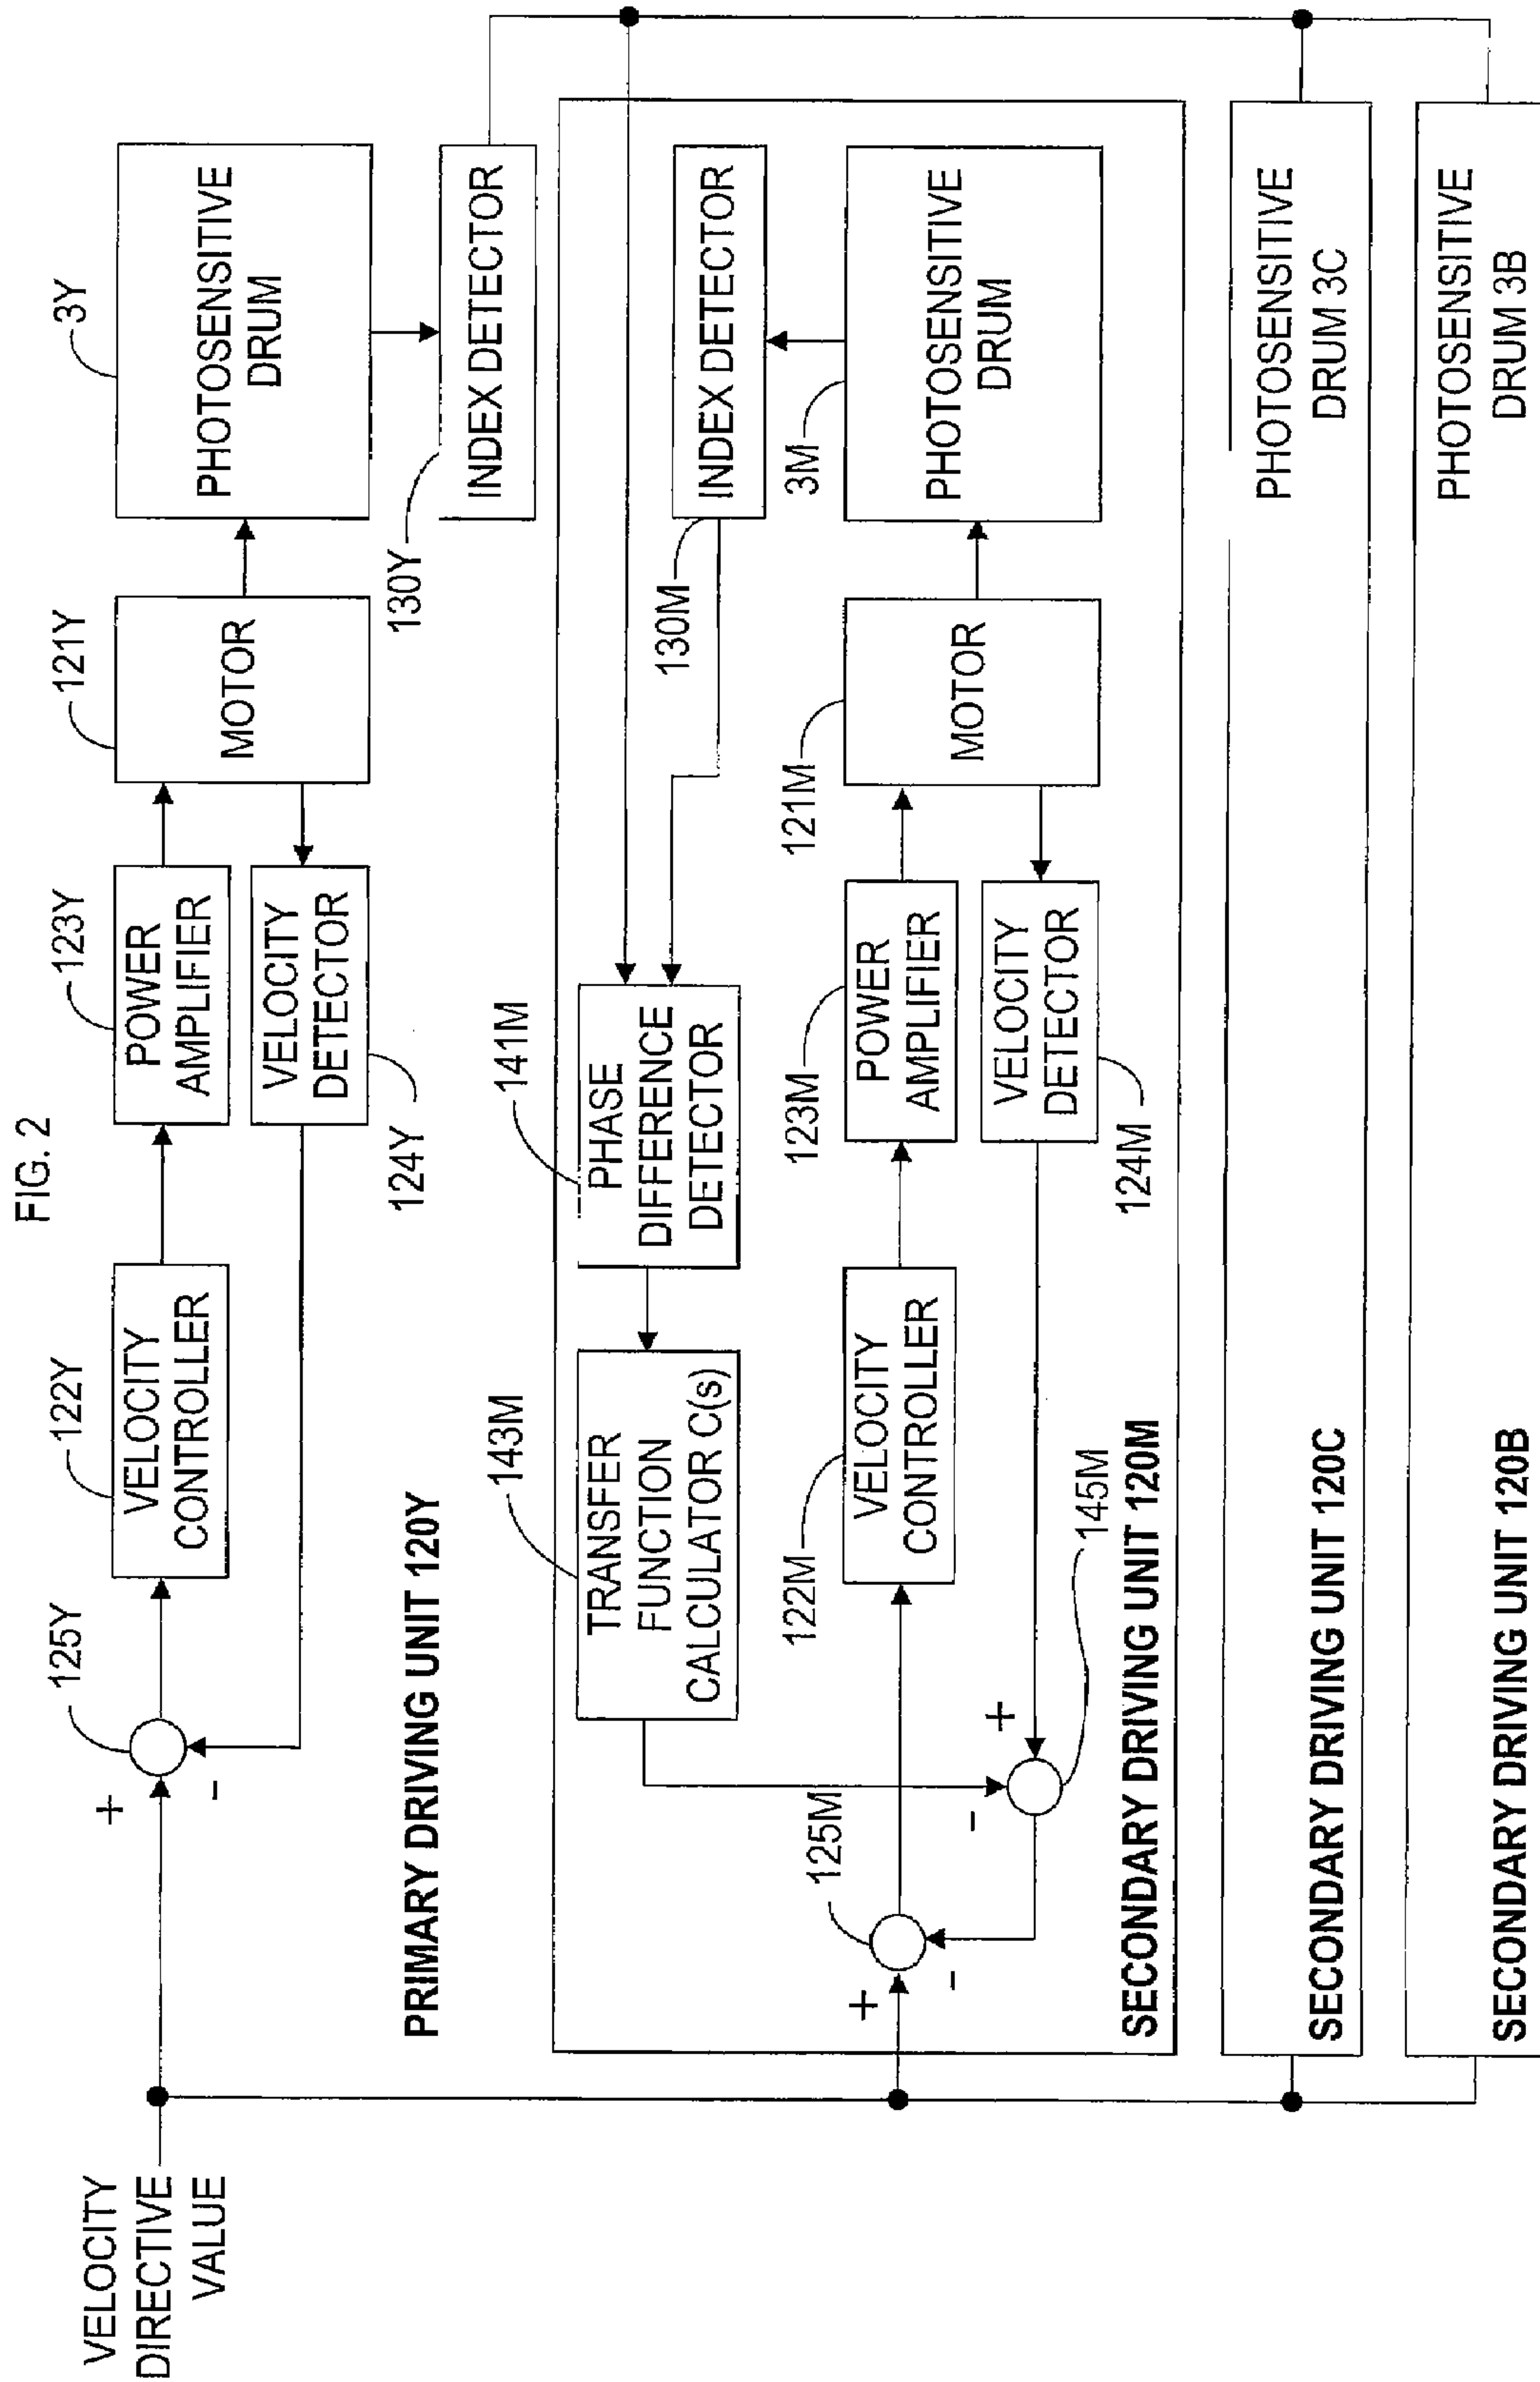 FIG. 2
VELOCITY
DIRECTIVE
VALUE
+
-
125Y
122Y
VELOCITY
CONTROLLER
123Y
POWER
AMPLIFIER
VELOCITY
DETECTOR
124Y
121Y
MOTOR
3Y
PHOTOSENSITIVE
DRUM
130Y
INDEX DETECTOR
PRIMARY DRIVING UNIT 120Y
143M
TRANSFER
FUNCTION
CALCULATOR C(s)
141M
PHASE
DIFFERENCE
DETECTOR
130M
INDEX DETECTOR
+
-
125M
122M
VELOCITY
CONTROLLER
123M
POWER
AMPLIFIER
121M
MOTOR
3M
PHOTOSENSITIVE
DRUM
-
+
145M
VELOCITY
DETECTOR
124M
SECONDARY DRIVING UNIT 120M
PHOTOSENSITIVE
DRUM 3C
SECONDARY DRIVING UNIT 120C
PHOTOSENSITIVE
DRUM 3B
SECONDARY DRIVING UNIT 120B